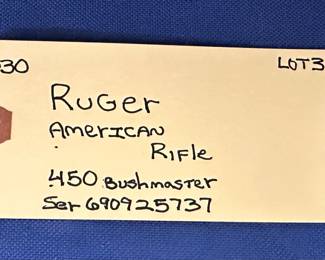 30 LOT3
Ruger
American
Rifle
.450 Bushmaster
Ser 690925737